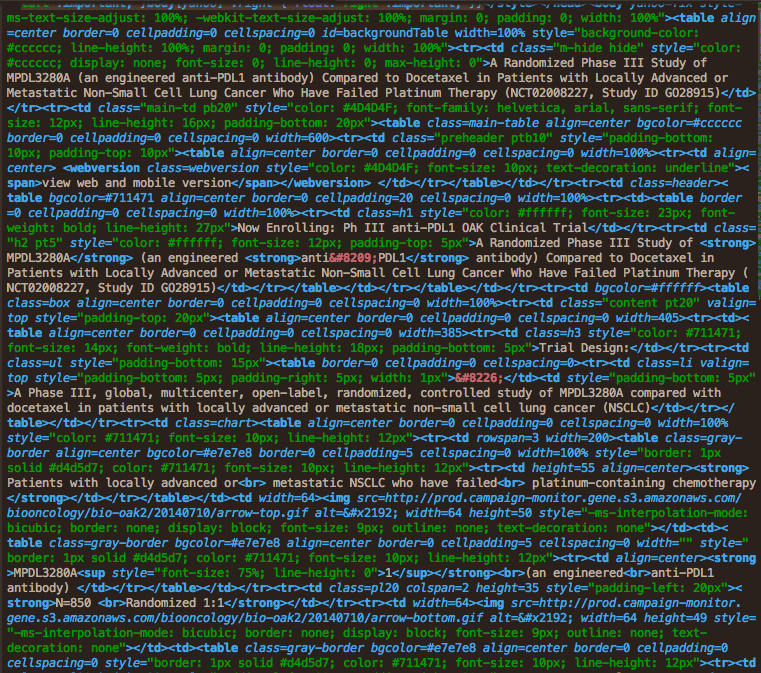 text-size-adjust: 100%; -webkit-text-size-adjust: 100%; margin: 0; padding: 0; width: 100%"><table align
=center border=0 cellpadding=0 cellspacing=0 id=backgroundTable width=100% style="background-color:
#cccccc; line-height: 100%; margin: 0; padding: 0; width: 100%"><tr><td class="m-hide hide" style="color:
#cccccc; display: none; font-size: 0; line-height: 0; max-height: 0">A Randomized Phase III Study of
MPDL3280A (an engineered anti-PDL1 antibody) Compared to Docetaxel in Patients with Locally Advanced or
Metastatic Non-Small Cell Lung Cancer Who Have Failed Platinum Therapy (NCT02008227, Study ID GO28915)</td
></tr><tr><td class="main-td pb20" style="color: #4D4D4F; font-family: helvetica, arial, sans-serif; font-
size: 12px; line-height: 16px; padding-bottom: 20px"><table class=main-table align=center bgcolor=#cccccc
border=0 cellpadding=0 cellspacing=0 width=600><tr><td class="preheader ptb10" style="padding-bottom:
10px; padding-top: 10px"><table align=center border=0 cellpadding=0 cellspacing=0 width=100%><tr><td align=
center> <webversion class=webversion style="color: #4D4D4F; font-size: 10px; text-decoration: underline"><
span>view web and mobile version</span></webversion> </td></tr></table></td></tr><tr><td class=header><
table bgcolor=#711471 align=center border=0 cellpadding=20 cellspacing=0 width=100%><tr><td><table border
=0 cellpadding=0 cellspacing=0 width=100%><tr><td class=h1 style="color: #ffffff; font-size: 23px; font-
weight: bold; line-height: 27px">Now Enrolling: Ph III anti-PDL1 OAK Clinical Trial</td></tr><tr><td class=
"h2 pt5" style="color: #ffffff; font-size: 12px; padding-top: 5px">A Randomized Phase III Study of <strong>
MPDL3280A</strong> (an engineered <strong>anti&#8209;PDL1</strong> antibody) Compared to Docetaxel in
Patients with Locally Advanced or Metastatic Non-Small Cell Lung Cancer Who Have Failed Platinum Therapy (
NCT02008227, Study ID GO28915)</td></tr></table></td></tr></table></td></tr><tr><td bgcolor=#ffffff><table
class=box align=center border=0 cellpadding=0 cellspacing=0 width=100%><tr><td class="content pt20" valign=
top style="padding-top: 20px"><table align=center border=0 cellpadding=0 cellspacing=0 width=405><tr><td><
table align=center border=0 cellpadding=0 cellspacing=0 width=385><tr><td class=h3 style="color: #711471;
font-size: 14px; font-weight: bold; line-height: 18px; padding-bottom: 5px">Trial Design:</td></tr><tr><td
class=ul style="padding-bottom: 15px"><table border=0 cellpadding=0 cellspacing=0><tr><td class=li valign=
top style="padding-bottom: 5px; padding-right: 5px; width: 1px">&#8226;</td><td style="padding-bottom: 5px"
>A Phase III, global, multicenter, open-label, randomized, controlled study of MPDL3280A compared with
docetaxel in patients with locally advanced or metastatic non-small cell lung cancer (NSCLC)</td></tr></
table></td></tr><tr><td class=chart><table align=center border=0 cellpadding=0 cellspacing=0 width=100%
style="color: #711471; font-size: 10px; line-height: 12px"><tr><td rowspan=3 width=200><table class=gray-
border align=center bgcolor=#e7e7e8 border=0 cellpadding=5 cellspacing=0 width=100% style="border: 1px
solid #d4d5d7; color: #711471; font-size: 10px; line-height: 12px"><tr><td height=55 align=center><strong>
Patients with locally advanced or<br> metastatic NSCLC who have failed<br> platinum-containing chemotherapy
</strong></td></tr></table></td><td width=64><img src=http://prod.campaign-monitor.gene.s3.amazonaws.com/
biooncology/bio-oak2/20140710/arrow-top.gif alt=&#x2192; width=64 height=50 style="-ms-interpolation-mode:
bicubic; border: none; display: block; font-size: 9px; outline: none; text-decoration: none"></td><td><
table class=gray-border bgcolor=#e7e7e8 align=center border=0 cellpadding=5 cellspacing=0 width="" style="
border: 1px solid #d4d5d7; color: #711471; font-size: 10px; line-height: 12px"><tr><td align=center><strong
>MPDL3280A<sup style="font-size: 75%; line-height: 0">1</sup></strong><br>(an engineered<br>anti-PDL1
antibody) </td></tr></table></td></tr><tr><td class=pl20 colspan=2 height=35 style="padding-left: 20px"><
strong>N=850 <br>Randomized 1:1</strong></td></tr><tr><td width=64><img src=http://prod.campaign-monitor.
gene.s3.amazonaws.com/biooncology/bio-oak2/20140710/arrow-bottom.gif alt=&#x2192; width=64 height=49 style=
"-ms-interpolation-mode: bicubic; border: none; display: block; font-size: 9px; outline: none; text-
decoration: none"></td><td><table class=gray-border bgcolor=#e7e7e8 align=center border=0 cellpadding=0
cellspacing=0 style="border: 1px solid #d4d5d7; color: #711471; font-size: 10px; line-height: 12px"><tr><td